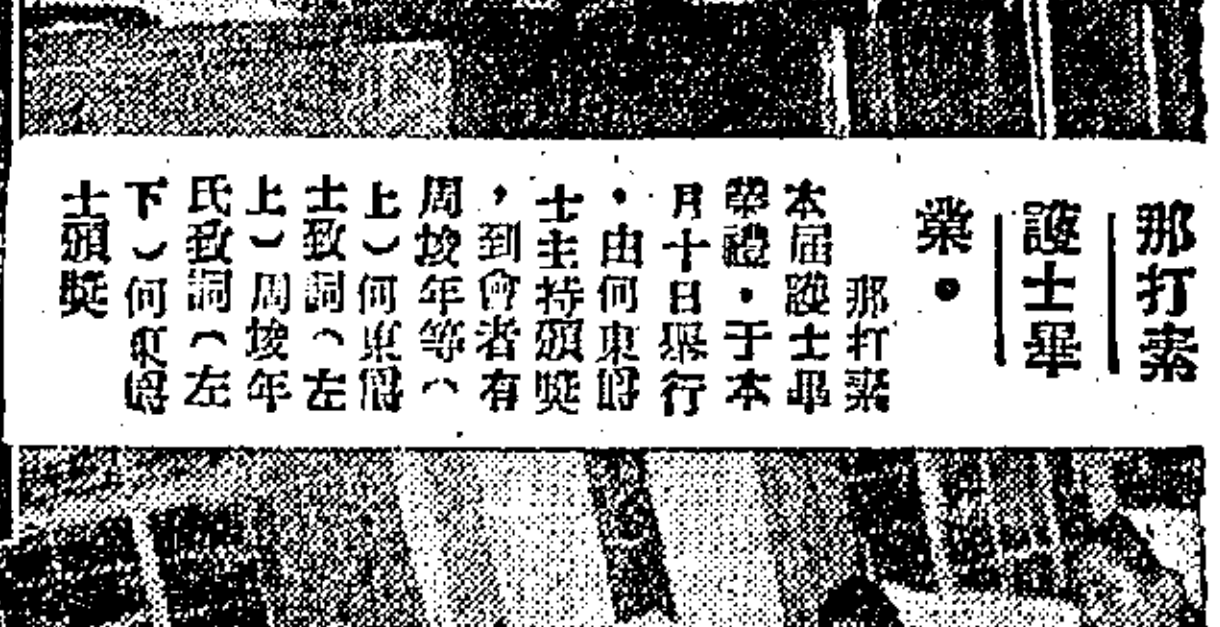 那打素
護士畢
業•
那打素
本屆護士畢
業禮•于本
月十日舉行
•由何東爵
士主持頒獎
，到會者有
周埈年等（
上）何東爵
士致詞（左
上）周埈年
氏致詞（左
下）何東爵
士頒獎